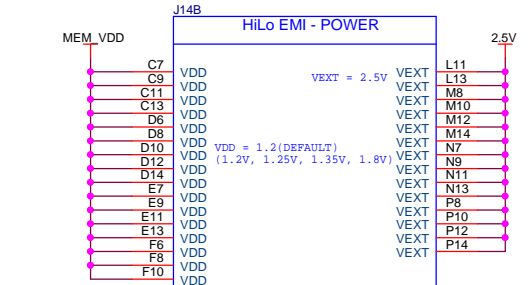 J14B
HiLo EMI - POWER
MEM_VDD
2.5V
C7 VDD VEXT L11
C9 VDD VEXT = 2.5V VEXT L13
C11 VDD VEXT M8
C13 VDD VEXT M10
D6 VDD VEXT M12
D8 VDD VEXT M14
D10 VDD VDD = 1.2(DEFAULT) VEXT N7
D12 VDD (1.2V, 1.25V, 1.35V, 1.8V) VEXT N9
D14 VDD VEXT N11
E7 VDD VEXT N13
E9 VDD VEXT P8
E11 VDD VEXT P10
E13 VDD VEXT P12
F6 VDD VEXT P14
F8 VDD
F10 VDD